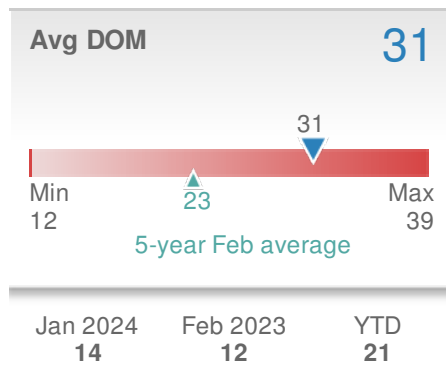 Avg DOM 31
31
Min Max
12 23 39
5-year Feb average
Jan 2024 Feb 2023 YTD
14 12 21